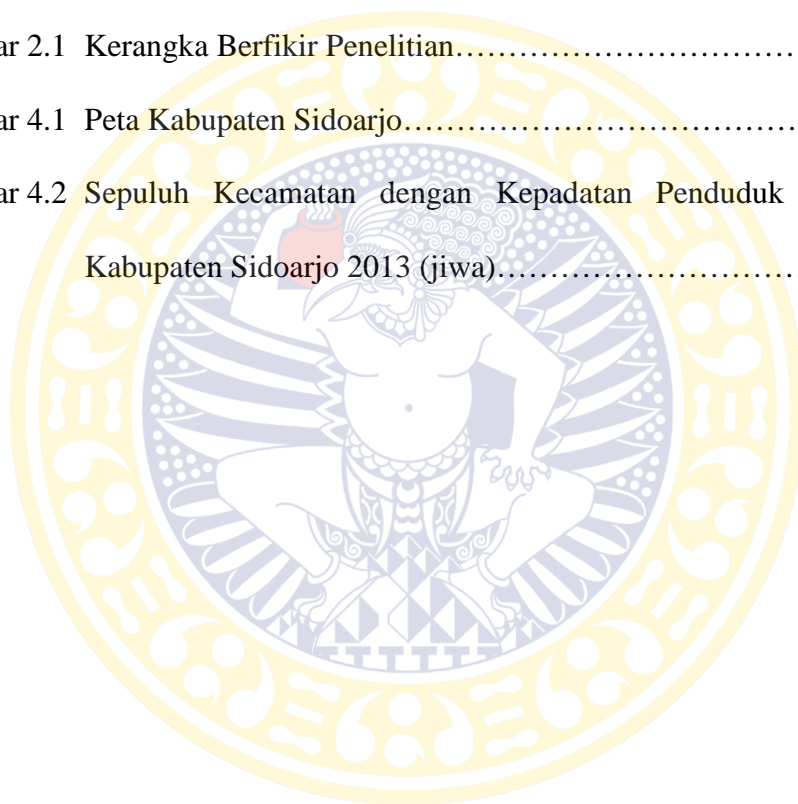 ar 2.1 Kerangka Berfikir Penelitian…………………………
ar 4.1 Peta Kabupaten Sidoarjo………………………………
ar 4.2 Sepuluh Kecamatan dengan Kepadatan Penduduk
Kabupaten Sidoarjo 2013 (jiwa)………………………